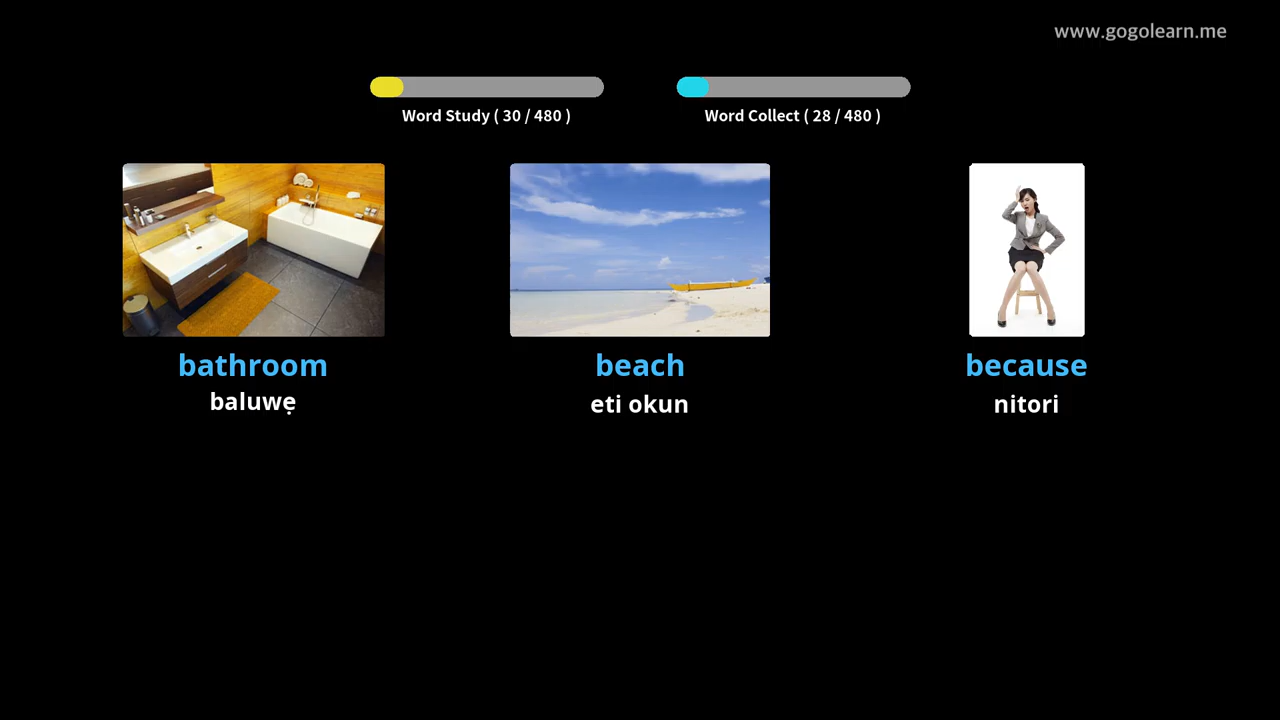 www.gogolearn.me
Word Study ( 30 / 480 )
Word Collect ( 28 / 480 )
bathroom
baluwẹ
beach
eti okun
because
nitori